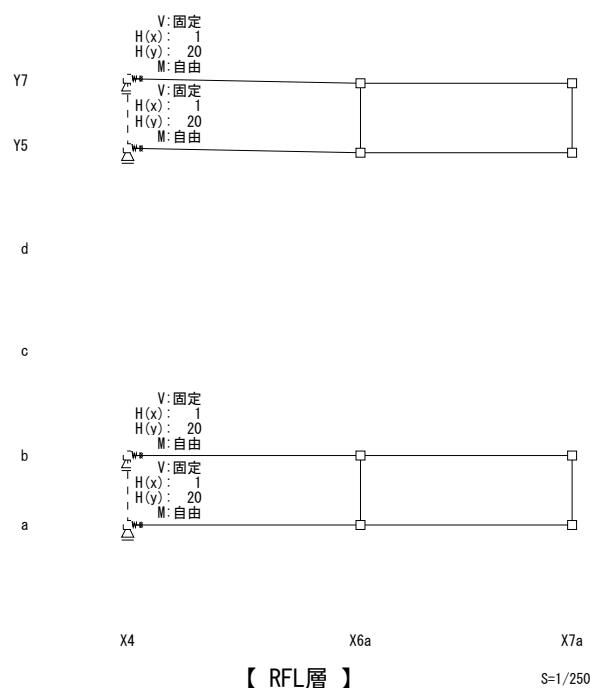 V:固定
H(x): 1
H(y): 20
M:自由
Y7
V:固定
H(x): 1
H(y): 20
M:自由
Y5
d
c
V:固定
H(x): 1
H(y): 20
M:自由
b
V:固定
H(x): 1
H(y): 20
M:自由
a
X4 X6a X7a
【 RFL層 】 S=1/250